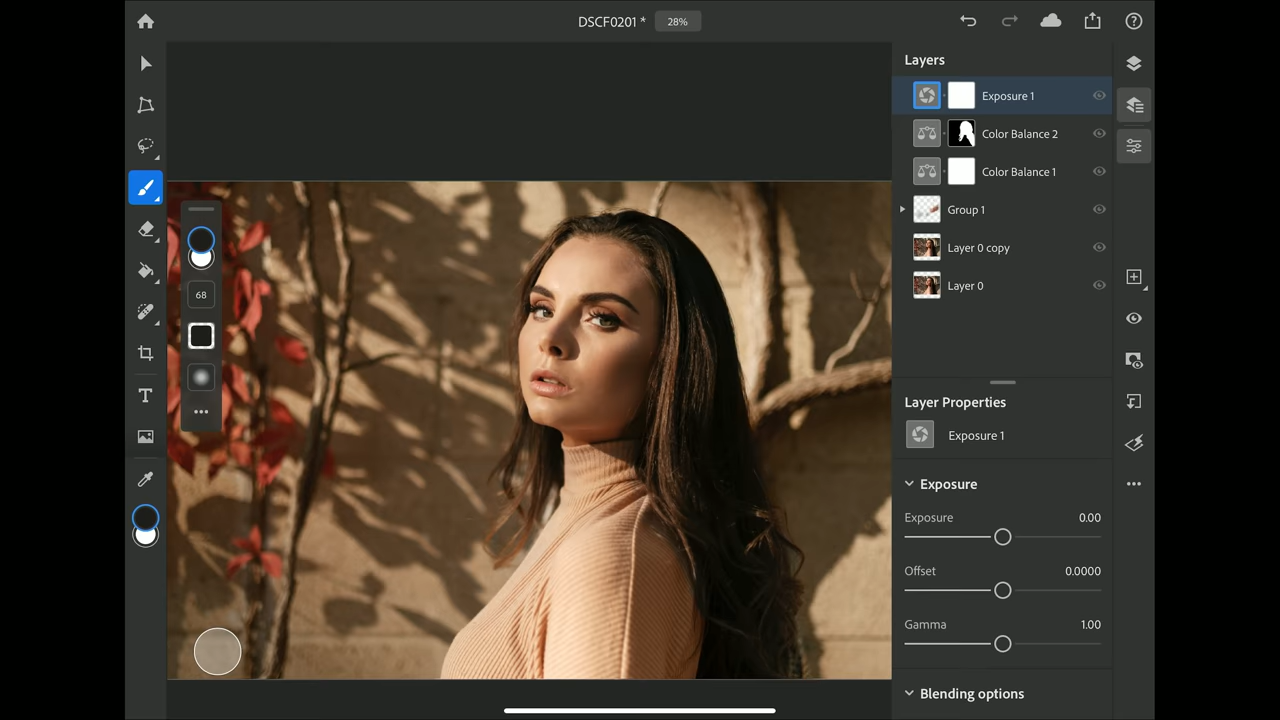 DSCF0201 * 28%
Layers
Exposure 1
Color Balance 2
Color Balance 1
Group 1
Layer 0 copy
Layer 0
68
Layer Properties
Exposure 1
Exposure
Exposure 0.00
Offset 0.0000
Gamma 1.00
Blending options